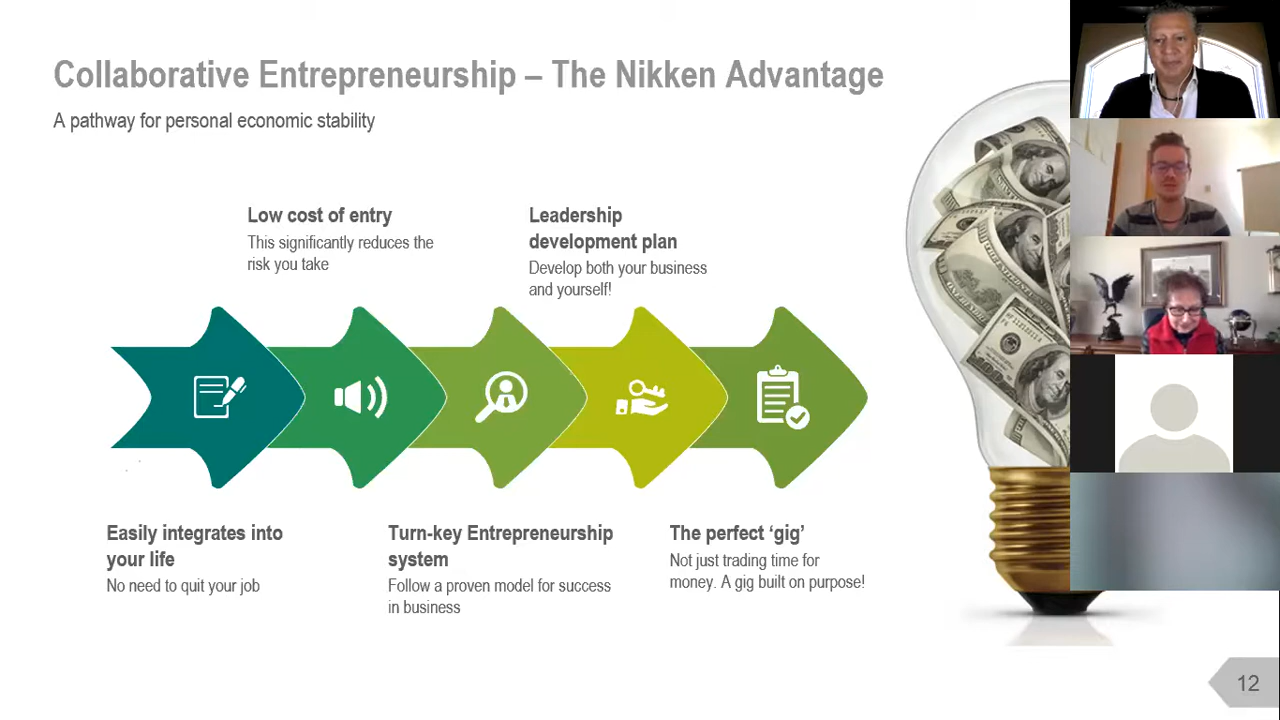 Collaborative Entrepreneurship – The Nikken Advantage
A pathway for personal economic stability
Low cost of entry
This significantly reduces the
risk you take
Leadership
development plan
Develop both your business
and yourself!
Easily integrates into
your life
No need to quit your job
Turn-key Entrepreneurship
system
Follow a proven model for success
in business
The perfect ‘gig’
Not just trading time for
money. A gig built on purpose!
12